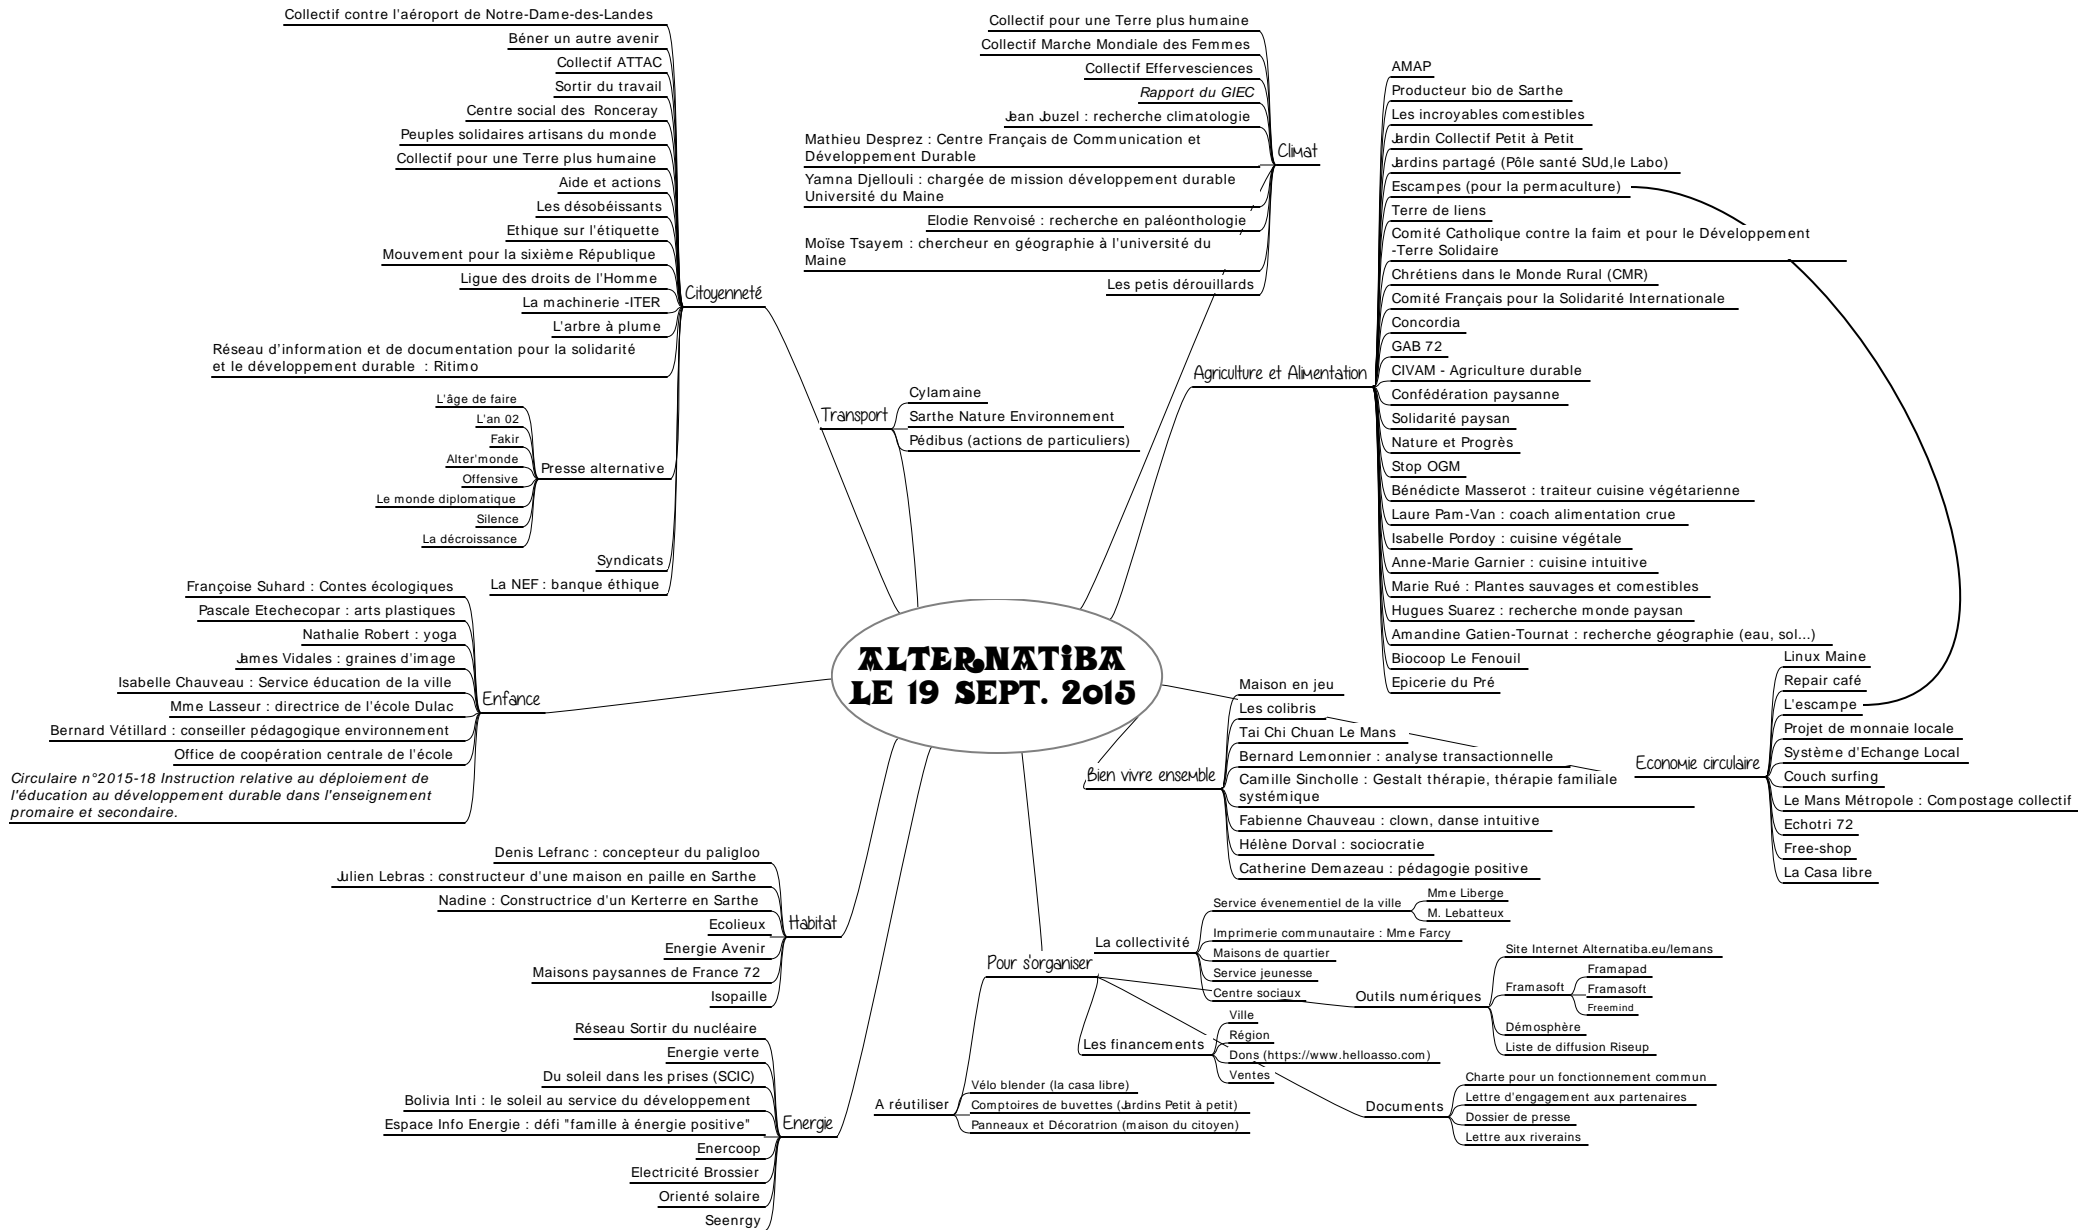 ALTERNATIBA
LE 19 SEPT. 2015
Citoyenneté
Collectif contre l'aéroport de Notre-Dame-des-Landes
Béner un autre avenir
Collectif ATTAC
Sortir du travail
Centre social des Ronceray
Peuples solidaires artisans du monde
Collectif pour une Terre plus humaine
Aide et actions
Les désobéissants
Ethique sur l'étiquette
Mouvement pour la sixième République
Ligue des droits de l'Homme
La machinerie -ITER
L'arbre à plume
Réseau d'information et de documentation pour la solidarité
et le développement durable : Ritimo
Presse alternative
L'âge de faire
L'an 02
Fakir
Alter'monde
Offensive
Le monde diplomatique
Silence
La décroissance
Syndicats
La NEF : banque éthique
Transport
Cylamaine
Sarthe Nature Environnement
Pédibus (actions de particuliers)
Climat
Collectif pour une Terre plus humaine
Collectif Marche Mondiale des Femmes
Collectif Effervesciences
Rapport du GIEC
Jean Jouzel : recherche climatologie
Mathieu Desprez : Centre Français de Communication et
Développement Durable
Yamna Djellouli : chargée de mission développement durable
Université du Maine
Elodie Renvoisé : recherche en paléonthologie
Moïse Tsayem : chercheur en géographie à l'université du
Maine
Les petis dérouillards
Agriculture et Alimentation
AMAP
Producteur bio de Sarthe
Les incroyables comestibles
Jardin Collectif Petit à Petit
Jardins partagé (Pôle santé SUd,le Labo)
Escampes (pour la permaculture)
Terre de liens
Comité Catholique contre la faim et pour le Développement
-Terre Solidaire
Chrétiens dans le Monde Rural (CMR)
Comité Français pour la Solidarité Internationale
Concordia
GAB 72
CIVAM - Agriculture durable
Confédération paysanne
Solidarité paysan
Nature et Progrès
Stop OGM
Bénédicte Masserot : traiteur cuisine végétarienne
Laure Pam-Van : coach alimentation crue
Isabelle Pordoy : cuisine végétale
Anne-Marie Garnier : cuisine intuitive
Marie Rué : Plantes sauvages et comestibles
Hugues Suarez : recherche monde paysan
Amandine Gatien-Tournat : recherche géographie (eau, sol...)
Biocoop Le Fenouil
Epicerie du Pré
Enfance
Françoise Suhard : Contes écologiques
Pascale Etechecopar : arts plastiques
Nathalie Robert : yoga
James Vidales : graines d'image
Isabelle Chauveau : Service éducation de la ville
Mme Lasseur : directrice de l'école Dulac
Bernard Vétillard : conseiller pédagogique environnement
Office de coopération centrale de l'école
Circulaire n°2015-18 Instruction relative au déploiement de
l'éducation au développement durable dans l'enseignement
promaire et secondaire.
Bien vivre ensemble
Maison en jeu
Les colibris
Tai Chi Chuan Le Mans
Bernard Lemonnier : analyse transactionnelle
Camille Sincholle : Gestalt thérapie, thérapie familiale
systémique
Fabienne Chauveau : clown, danse intuitive
Hélène Dorval : sociocratie
Catherine Demazeau : pédagogie positive
Economie circulaire
Linux Maine
Repair café
L'escampe
Projet de monnaie locale
Système d'Echange Local
Couch surfing
Le Mans Métropole : Compostage collectif
Echotri 72
Free-shop
La Casa libre
Habitat
Denis Lefranc : concepteur du paligloo
Julien Lebras : constructeur d'une maison en paille en Sarthe
Nadine : Constructrice d'un Kerterre en Sarthe
Ecolieux
Energie Avenir
Maisons paysannes de France 72
Isopaille
Energie
Réseau Sortir du nucléaire
Energie verte
Du soleil dans les prises (SCIC)
Bolivia Inti : le soleil au service du développement
Espace Info Energie : défi "famille à énergie positive"
Enercoop
Electricité Brossier
Orienté solaire
Seenrgy
Pour s'organiser
La collectivité
Service évenementiel de la ville
Mme Liberge
M. Lebatteux
Imprimerie communautaire : Mme Farcy
Maisons de quartier
Service jeunesse
Centre sociaux
Outils numériques
Site Internet Alternatiba.eu/lemans
Framasoft
Framapad
Framasoft
Freemind
Démosphère
Liste de diffusion Riseup
Les financements
Ville
Région
Dons (https://www.helloasso.com)
Ventes
Documents
Charte pour un fonctionnement commun
Lettre d'engagement aux partenaires
Dossier de presse
Lettre aux riverains
A réutiliser
Vélo blender (la casa libre)
Comptoires de buvettes (Jardins Petit à petit)
Panneaux et Décoratrion (maison du citoyen)